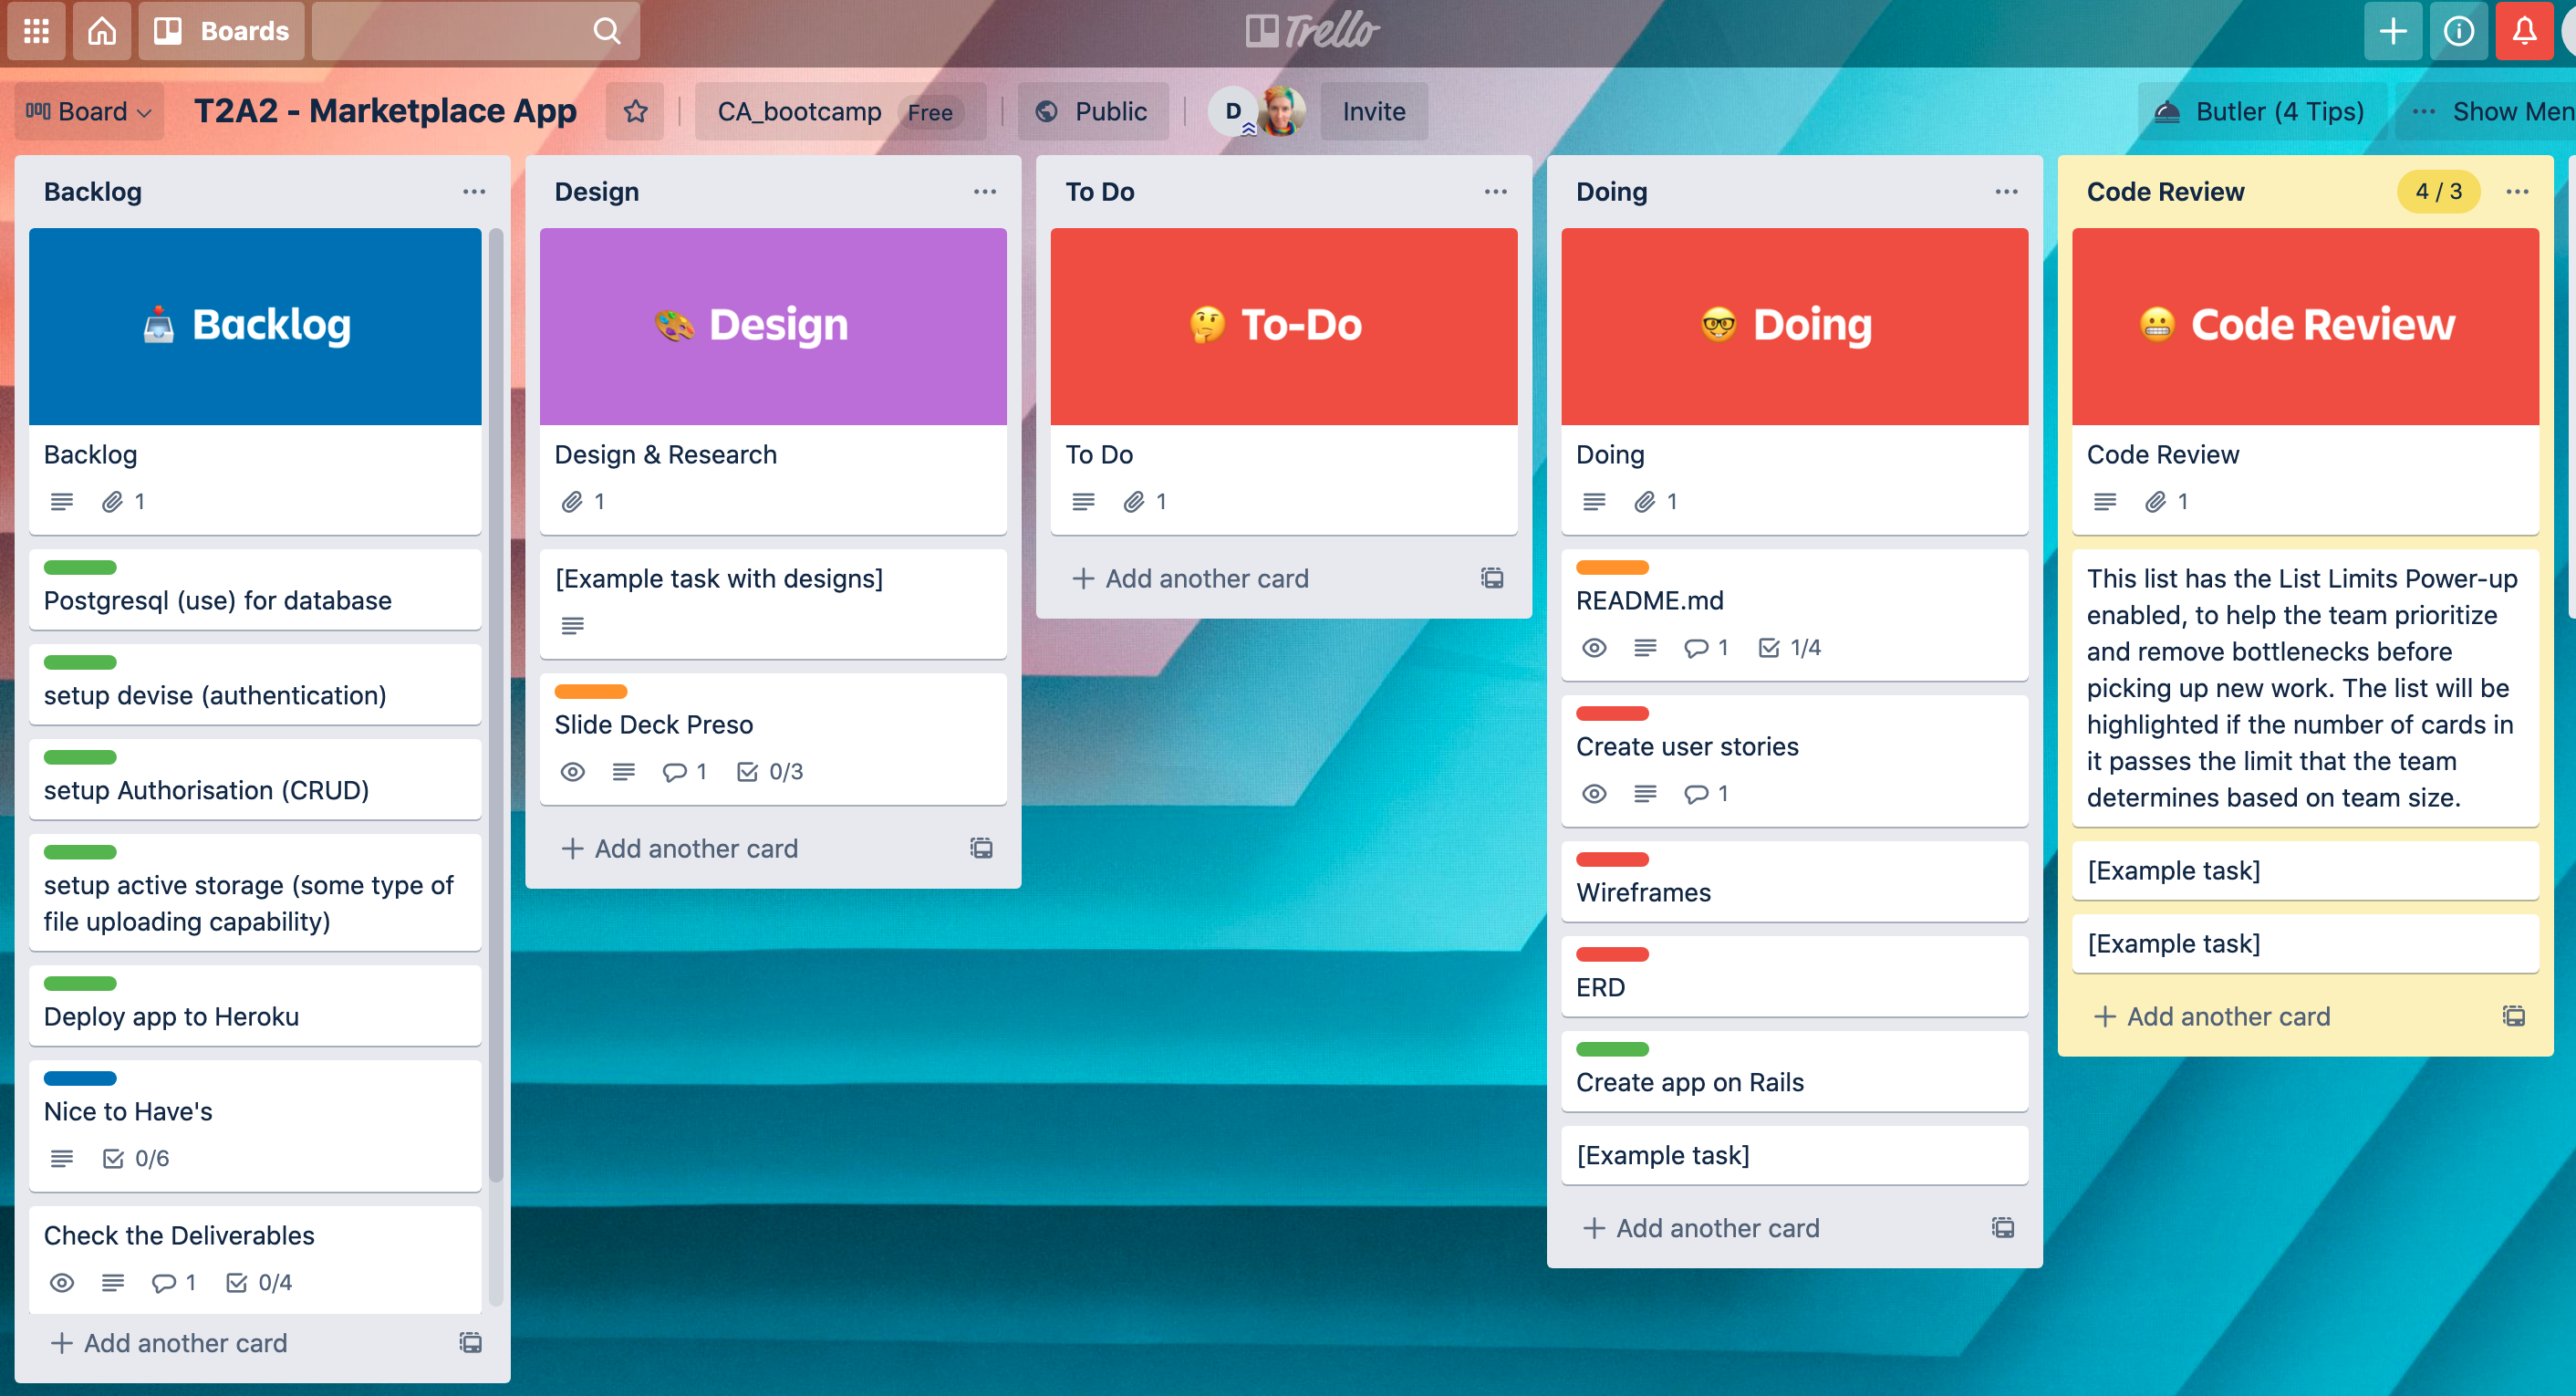 Boards
Trello
Board
T2A2 - Marketplace App
CA_bootcamp Free
Public
D
Invite
Butler (4 Tips)
Show Men
Backlog
Backlog
Backlog
1
Postgresql (use) for database
setup devise (authentication)
setup Authorisation (CRUD)
setup active storage (some type of
file uploading capability)
Deploy app to Heroku
Nice to Have's
0/6
Check the Deliverables
1 0/4
+ Add another card
Design
Design
Design & Research
1
[Example task with designs]
Slide Deck Preso
1 0/3
+ Add another card
To Do
To-Do
To Do
1
+ Add another card
Doing
Doing
Doing
1
README.md
1 1/4
Create user stories
1
Wireframes
ERD
Create app on Rails
[Example task]
+ Add another card
Code Review
4 / 3
Code Review
Code Review
1
This list has the List Limits Power-up
enabled, to help the team prioritize
and remove bottlenecks before
picking up new work. The list will be
highlighted if the number of cards in
it passes the limit that the team
determines based on team size.
[Example task]
[Example task]
+ Add another card